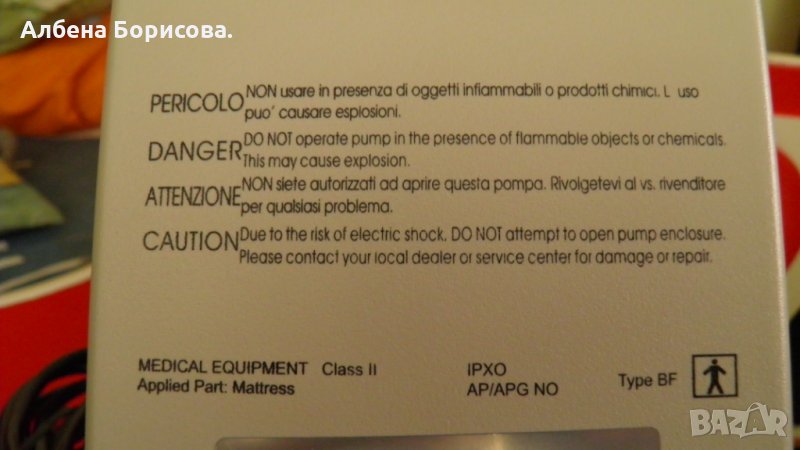 Албена Борисова.
PERICOLO NON usare in presenza di oggetti infiammabili o prodotti chimici. L uso
puo' causare esplosioni.
DANGER DO NOT operate pump in the presence of flammable objects or chemicals.
This may cause explosion.
ATTENZIONE NON siete autorizzati ad aprire questa pompa. Rivolgetevi al vs. rivenditore
per qualsiasi problema.
CAUTION Due to the risk of electric shock. DO NOT attempt to open pump enclosure.
Please contact your local dealer or service center for damage or repair.
MEDICAL EQUIPMENT Class II IPXO
Applied Part: Mattress AP/APG NO Type BF
BAZAR